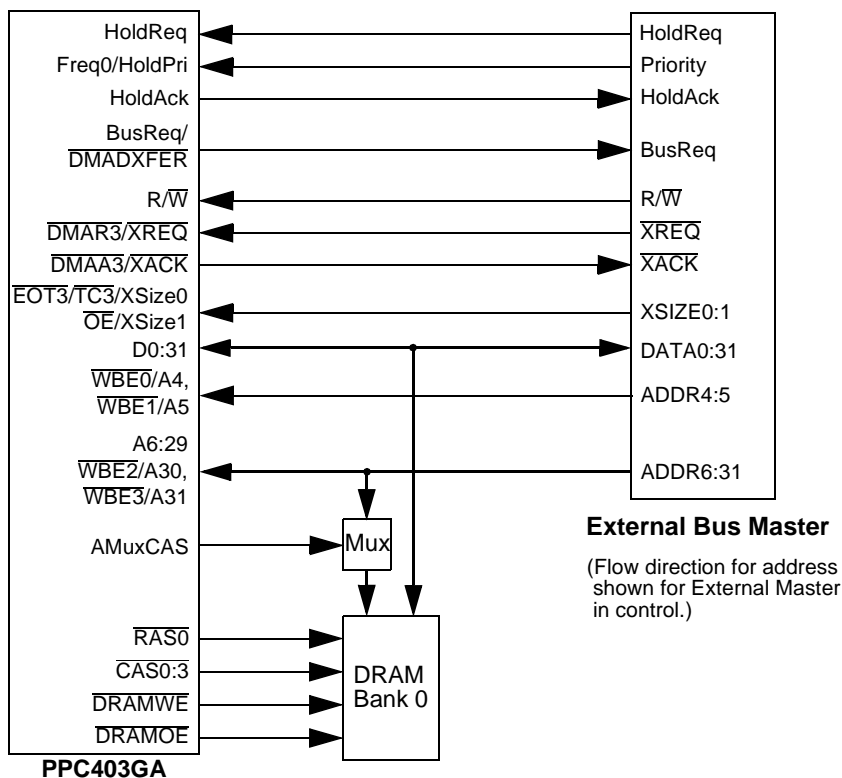 HoldReq
Freq0/HoldPri
HoldAck
BusReq/
DMADXFER
R/W
DMAR3/XREQ
DMAA3/XACK
EOT3/TC3/XSize0
OE/XSize1
D0:31
WBE0/A4,
WBE1/A5
A6:29
WBE2/A30,
WBE3/A31
AMuxCAS
RAS0
CAS0:3
DRAMWE
DRAMOE
PPC403GA
Mux
DRAM
Bank 0
HoldReq
Priority
HoldAck
BusReq
R/W
XREQ
XACK
XSIZE0:1
DATA0:31
ADDR4:5
ADDR6:31
External Bus Master
(Flow direction for address
shown for External Master
in control.)